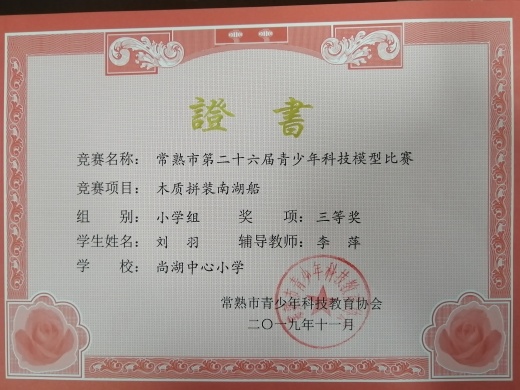 證書
竞赛名称：常熟市第二十六届青少年科技模型比赛
竞赛项目：木质拼装南湖船
组 别：小学组 奖 项：三等奖
学生姓名：刘 羽 辅导教师：李 萍
学 校：尚湖中心小学
常熟市青少年科技教育协会
二〇一九年十一月